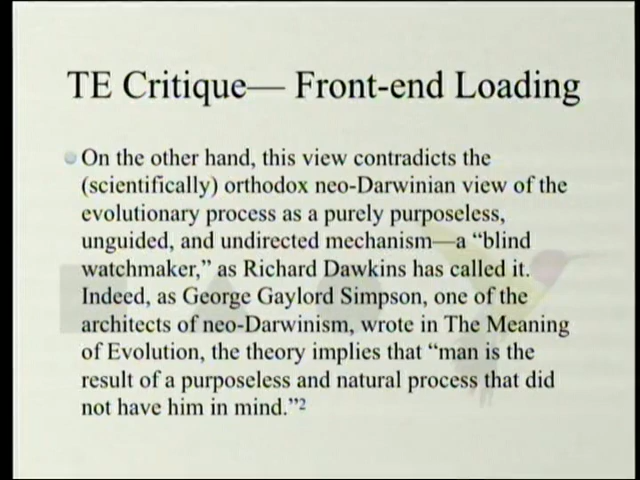 TE Critique— Front-end Loading
On the other hand, this view contradicts the
(scientifically) orthodox neo-Darwinian view of the
evolutionary process as a purely purposeless,
unguided, and undirected mechanism—a “blind
watchmaker,” as Richard Dawkins has called it.
Indeed, as George Gaylord Simpson, one of the
architects of neo-Darwinism, wrote in The Meaning
of Evolution, the theory implies that “man is the
result of a purposeless and natural process that did
not have him in mind.”²